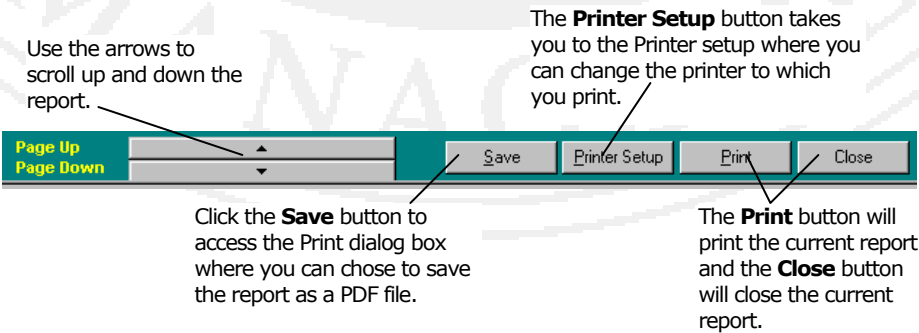 The Printer Setup button takes
you to the Printer setup where you
can change the printer to which
you print.
Use the arrows to
scroll up and down the
report.
Page Up
Page Down
Save
Printer Setup
Print
Close
Click the Save button to
access the Print dialog box
where you can chose to save
the report as a PDF file.
The Print button will
print the current report
and the Close button
will close the current
report.